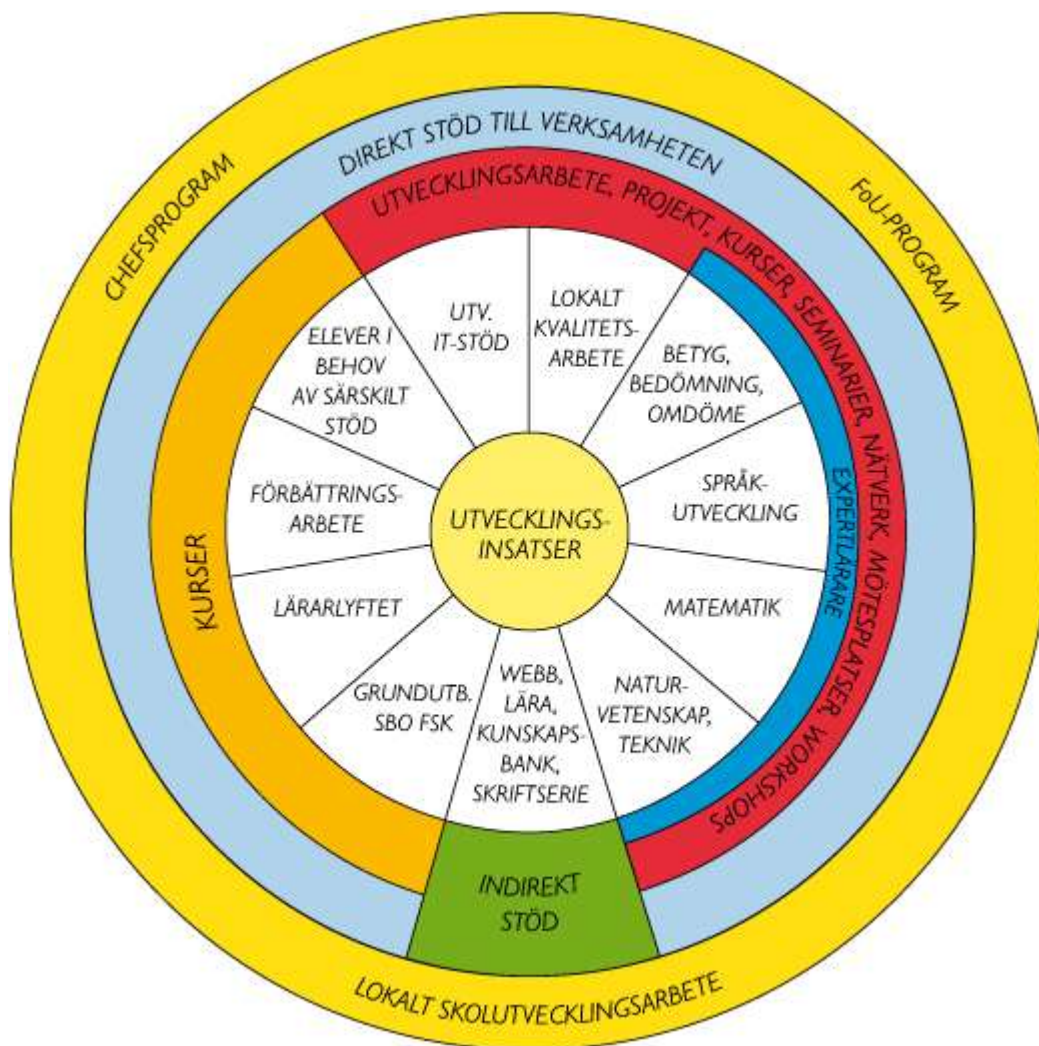 CHEFSPROGRAM
FoU-PROGRAM
LOKALT SKOLUTVECKLINGSARBETE
DIREKT STÖD TILL VERKSAMHETEN
UTVECKLINGSARBETE, PROJEKT, KURSER, SEMINARIER, NÄTVERK, MÖTESPLATSER, WORKSHOPS
EXPERTLÄRARE
KURSER
INDIREKT
STÖD
UTV.
IT-STÖD
LOKALT
KVALITETS-
ARBETE
BETYG,
BEDÖMNING,
OMDÖME
SPRÅK-
UTVECKLING
MATEMATIK
NATUR-
VETENSKAP,
TEKNIK
WEBB,
LÄRA,
KUNSKAPS-
BANK,
SKRIFTSERIE
GRUNDUTB.
SBO FSK
LÄRARLYFTET
FÖRBÄTTRINGS-
ARBETE
ELEVER I
BEHOV
AV SÄRSKILT
STÖD
UTVECKLINGS-
INSATSER